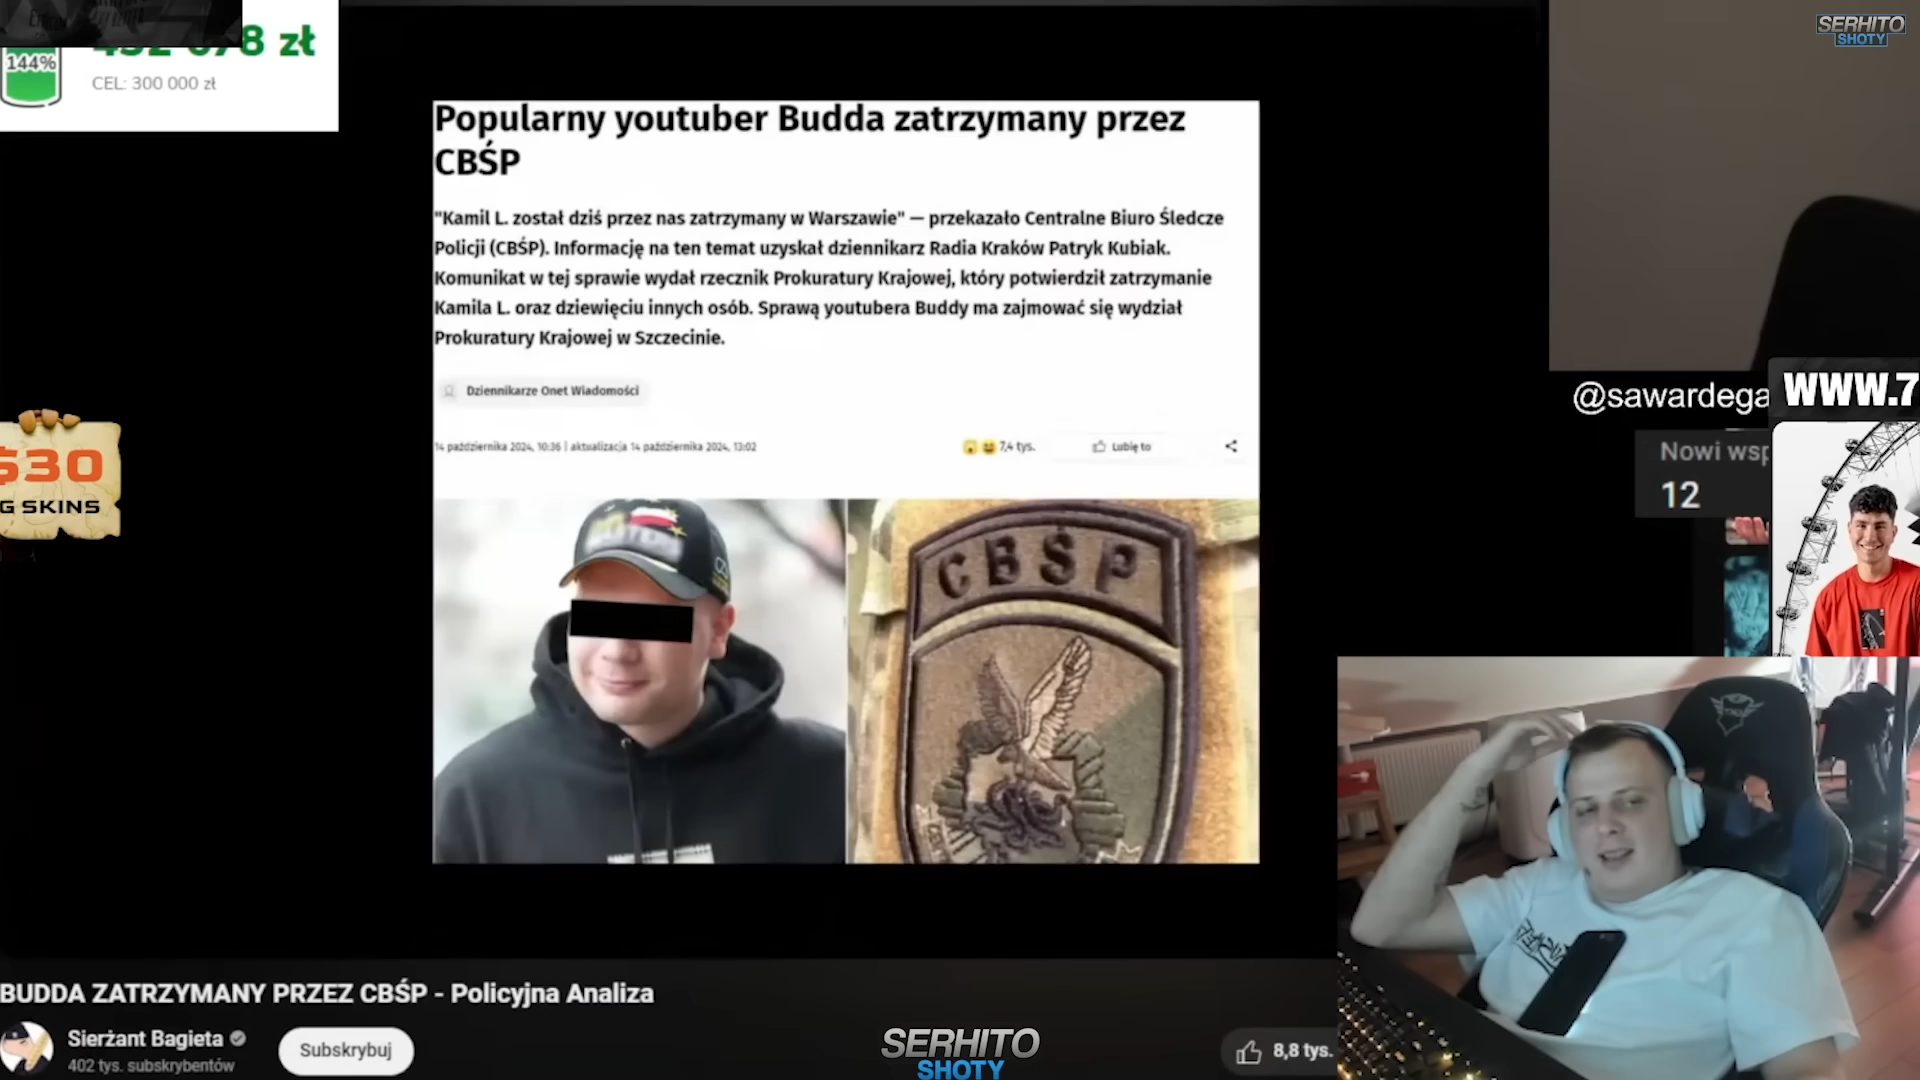 SERHITO
SHOTY
144%
CEL: 300 000 zł
Popularny youtuber Budda zatrzymany przez
CBŚP
"Kamil L. został dziś przez nas zatrzymany w Warszawie" — przekazało Centralne Biuro Śledcze
Policji (CBŚP). Informację na ten temat uzyskał dziennikarz Radia Kraków Patryk Kubiak.
Komunikat w tej sprawie wydał rzecznik Prokuratury Krajowej, który potwierdził zatrzymanie
Kamila L. oraz dziewięciu innych osób. Sprawą youtubera Buddy ma zajmować się wydział
Prokuratury Krajowej w Szczecinie.
Dziennikarze Onet Wiadomości
14 października 2024, 10:36 | aktualizacja 14 października 2024, 13:02
7,4 tys.
Lubię to
@sawardega
WWW.7
Nowi wsp
12
$30
G SKINS
CBŚP
BUDDA ZATRZYMANY PRZEZ CBŚP - Policyjna Analiza
Sierżant Bagieta
402 tys. subskrybentów
Subskrybuj
SERHITO
SHOTY
8,8 tys.